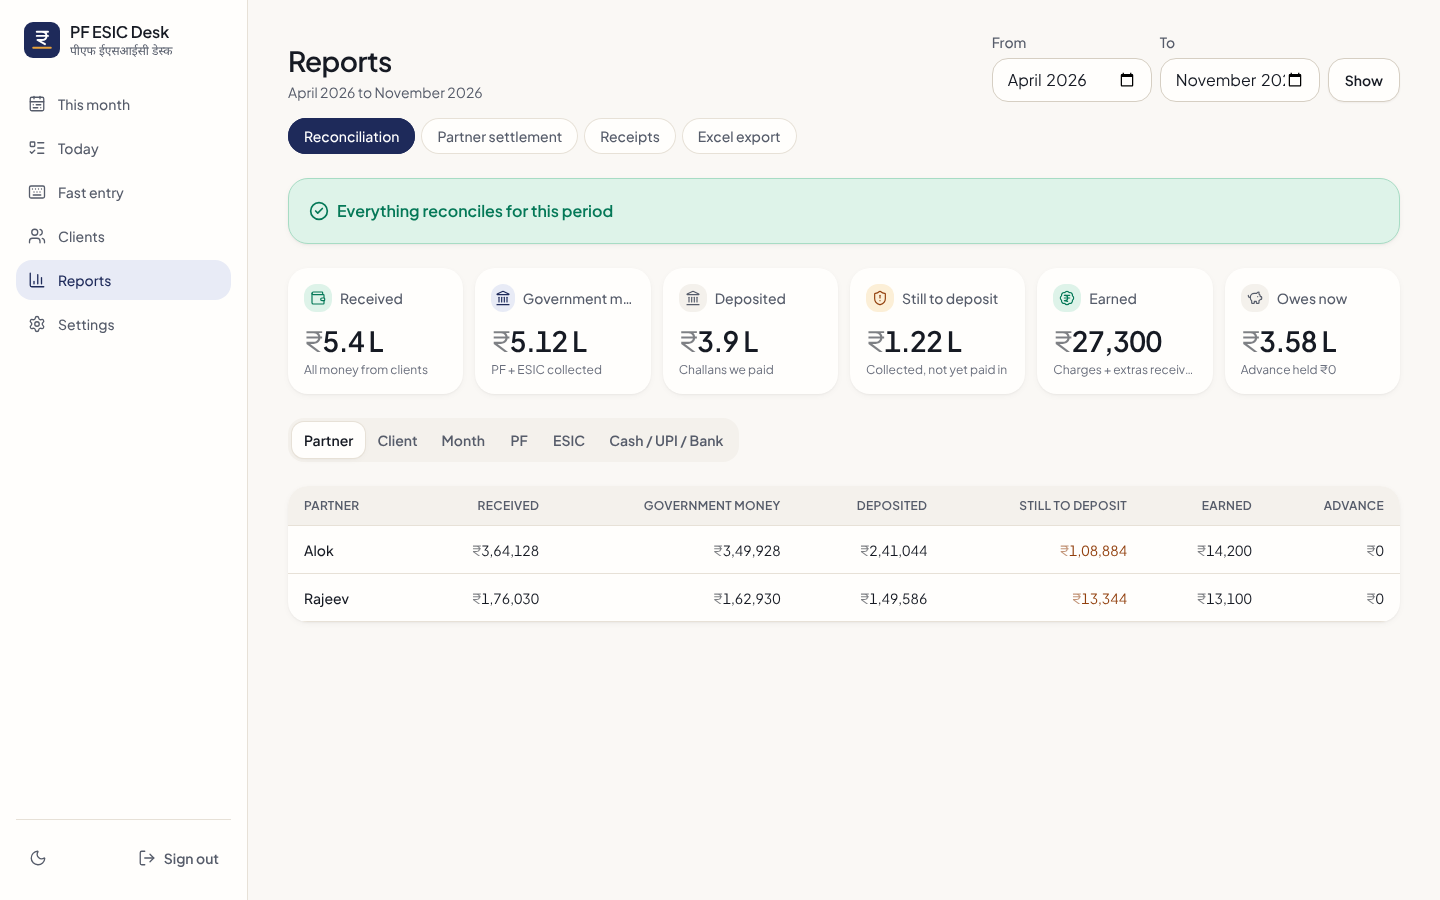 PF ESIC Desk
पीएफ ईएसआईसी डेस्क
This month
Today
Fast entry
Clients
Reports
Settings
Sign out
Reports
April 2026 to November 2026
From
To
April 2026
November 202
Show
Reconciliation
Partner settlement
Receipts
Excel export
Everything reconciles for this period
Received
₹5.4 L
All money from clients
Government m...
₹5.12 L
PF + ESIC collected
Deposited
₹3.9 L
Challans we paid
Still to deposit
₹1.22 L
Collected, not yet paid in
Earned
₹27,300
Charges + extras receiv...
Owes now
₹3.58 L
Advance held ₹0
Partner Client Month PF ESIC Cash / UPI / Bank
PARTNER RECEIVED GOVERNMENT MONEY DEPOSITED STILL TO DEPOSIT EARNED ADVANCE
Alok ₹3,64,128 ₹3,49,928 ₹2,41,044 ₹1,08,884 ₹14,200 ₹0
Rajeev ₹1,76,030 ₹1,62,930 ₹1,49,586 ₹13,344 ₹13,100 ₹0